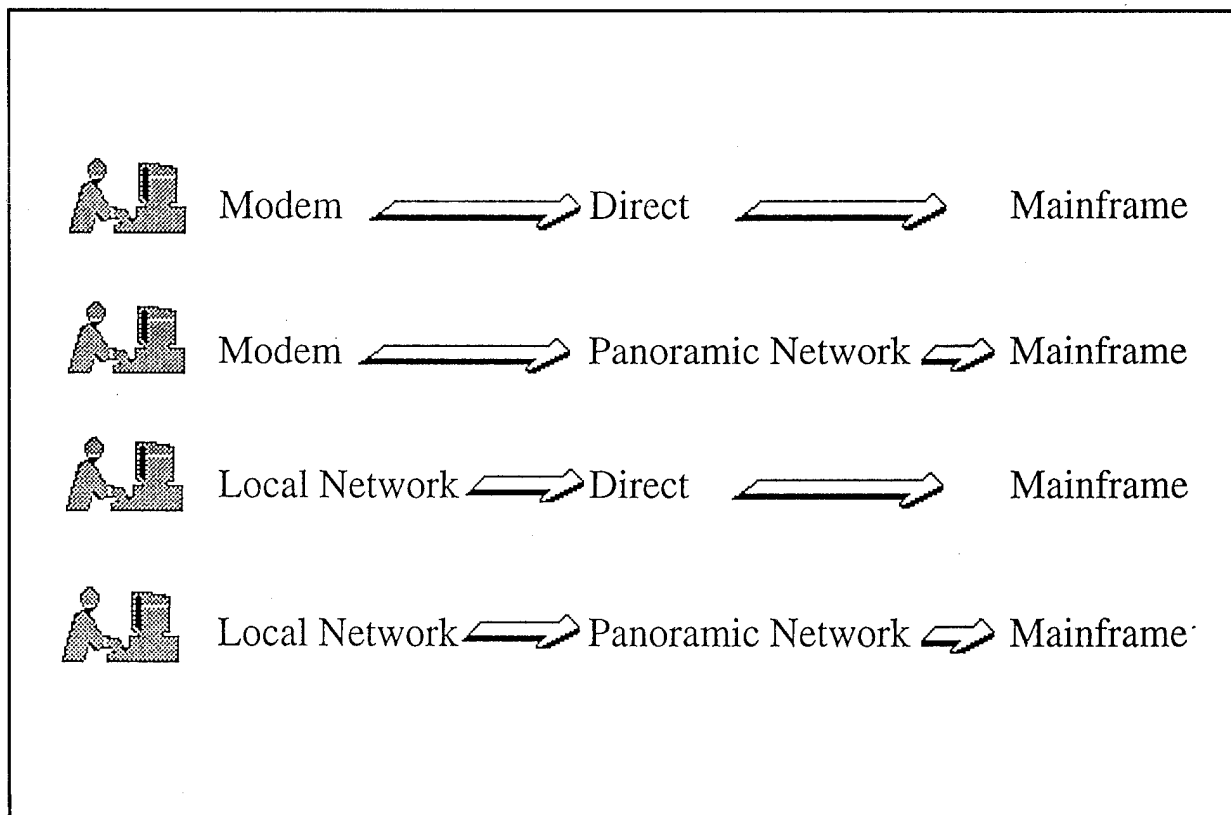 Modem Direct Mainframe
Modem Panoramic Network Mainframe
Local Network Direct Mainframe
Local Network Panoramic Network Mainframe